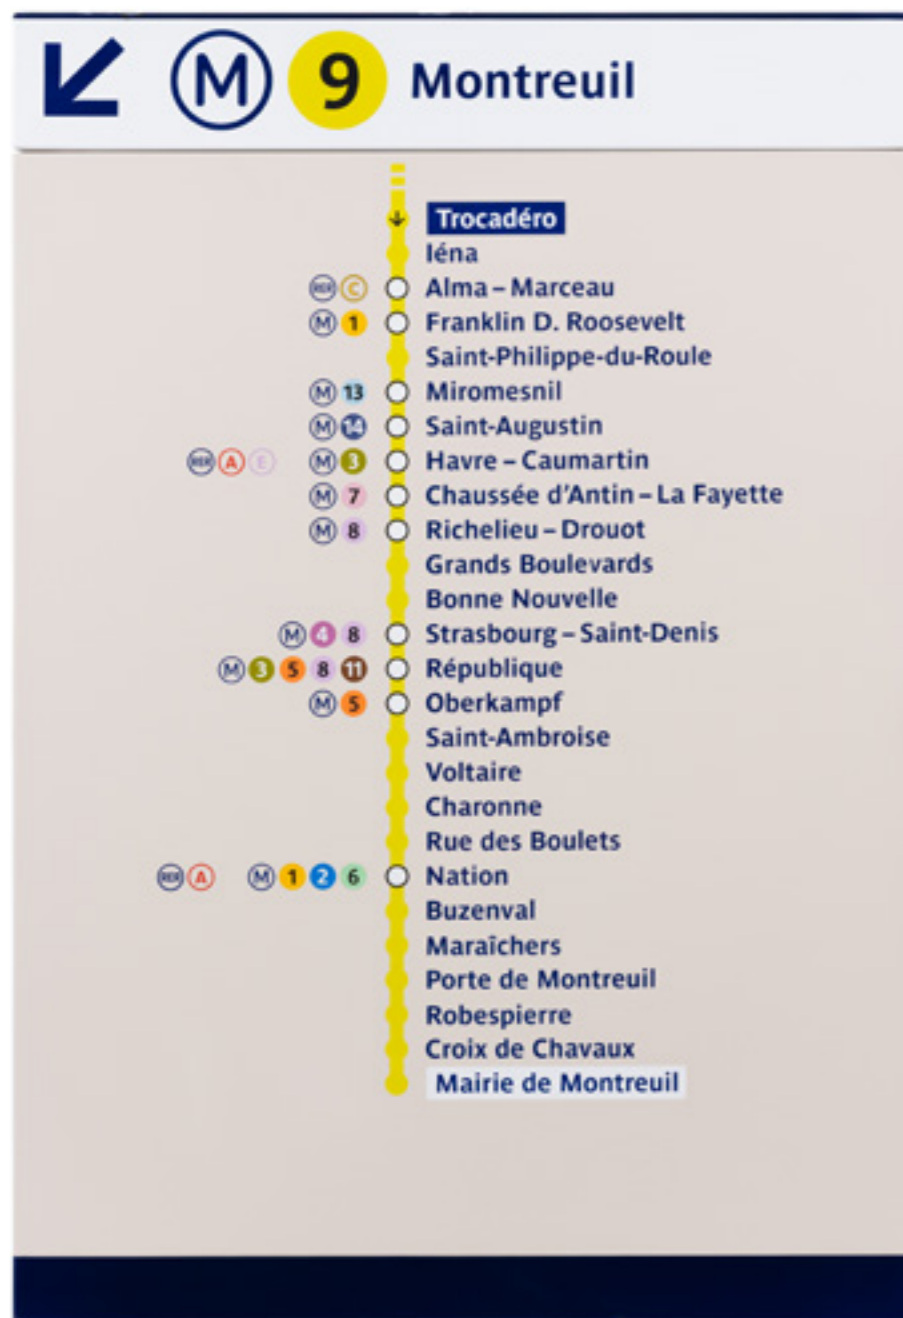 M 9 Montreuil
Trocadéro
Iéna
RER C Alma – Marceau
M 1 Franklin D. Roosevelt
Saint-Philippe-du-Roule
M 13 Miromesnil
M 14 Saint-Augustin
RER A E M 3 Havre – Caumartin
M 7 Chaussée d'Antin – La Fayette
M 8 Richelieu – Drouot
Grands Boulevards
Bonne Nouvelle
M 4 8 Strasbourg – Saint-Denis
M 3 5 8 11 République
M 5 Oberkampf
Saint-Ambroise
Voltaire
Charonne
Rue des Boulets
RER A M 1 2 6 Nation
Buzenval
Maraîchers
Porte de Montreuil
Robespierre
Croix de Chavaux
Mairie de Montreuil